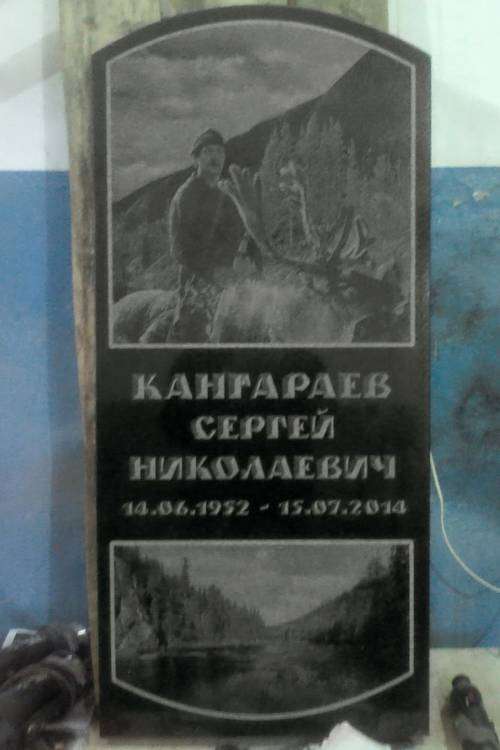 КАНГАРАЕВ
СЕРГЕЙ
НИКОЛАЕВИЧ
14.06.1952 - 15.07.2014